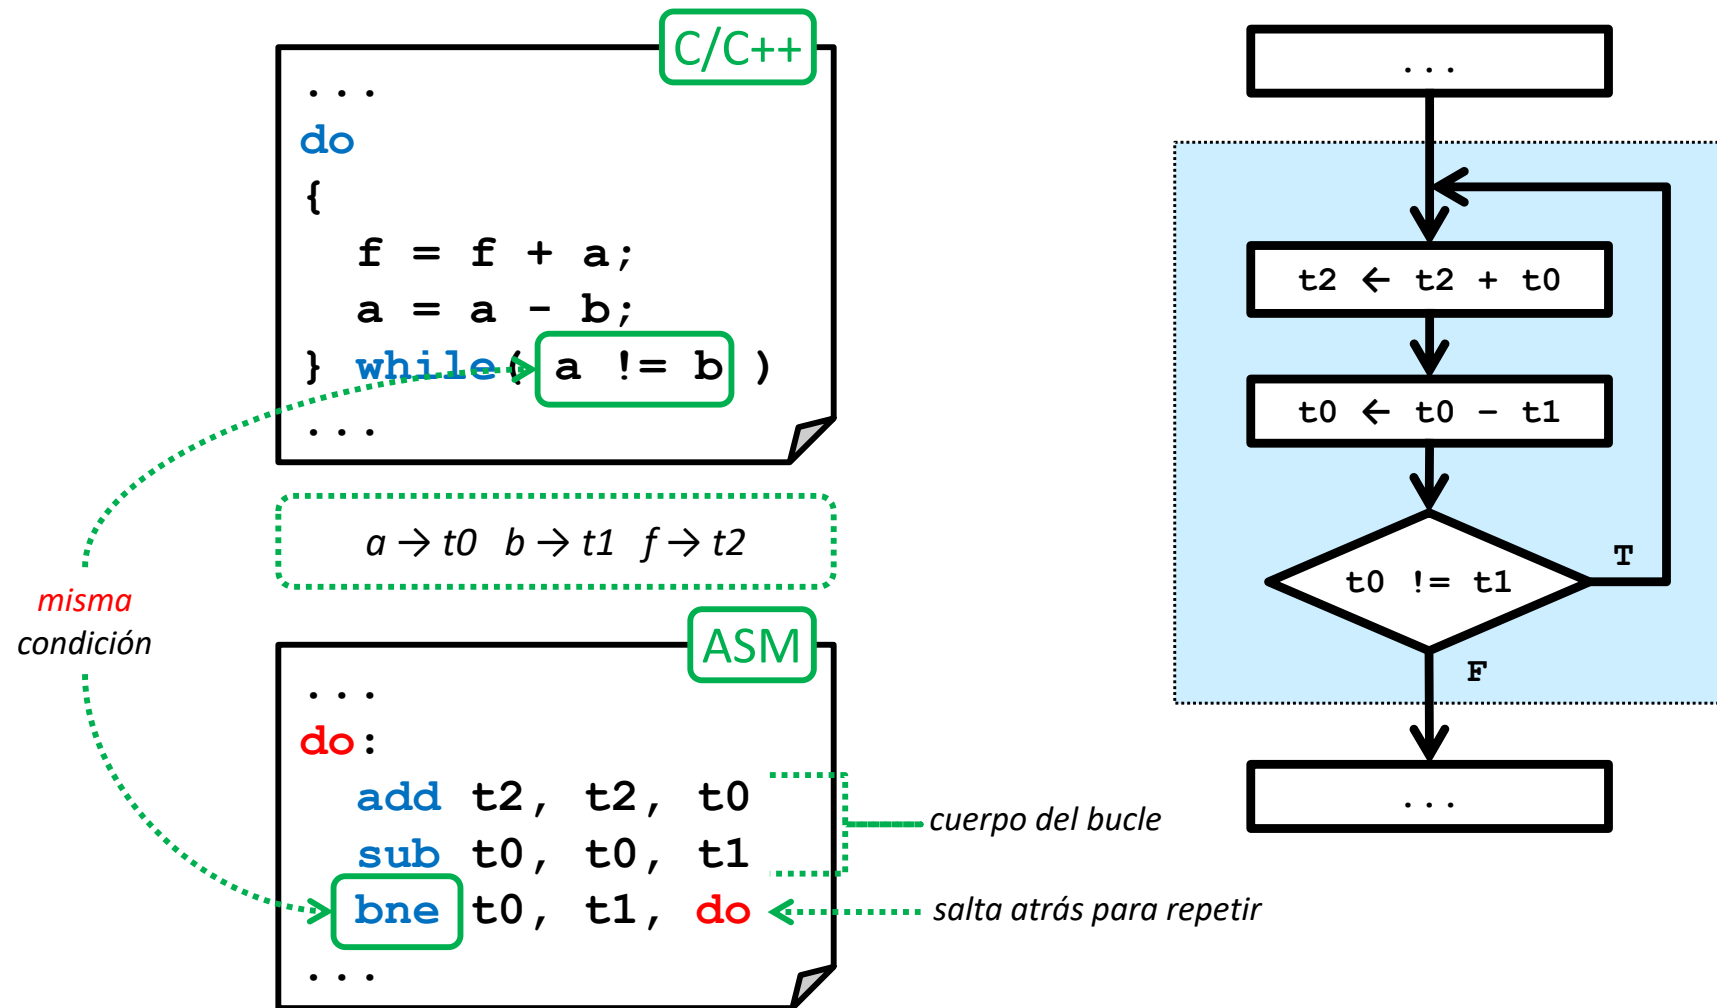 C/C++
...
do
{
f = f + a;
a = a - b;
} while( a != b )
...
a → t0 b → t1 f → t2
misma
condición
ASM
...
do:
add t2, t2, t0
sub t0, t0, t1
bne t0, t1, do
...
cuerpo del bucle
salta atrás para repetir
...
t2 ← t2 + t0
t0 ← t0 – t1
t0 != t1
T
F
...